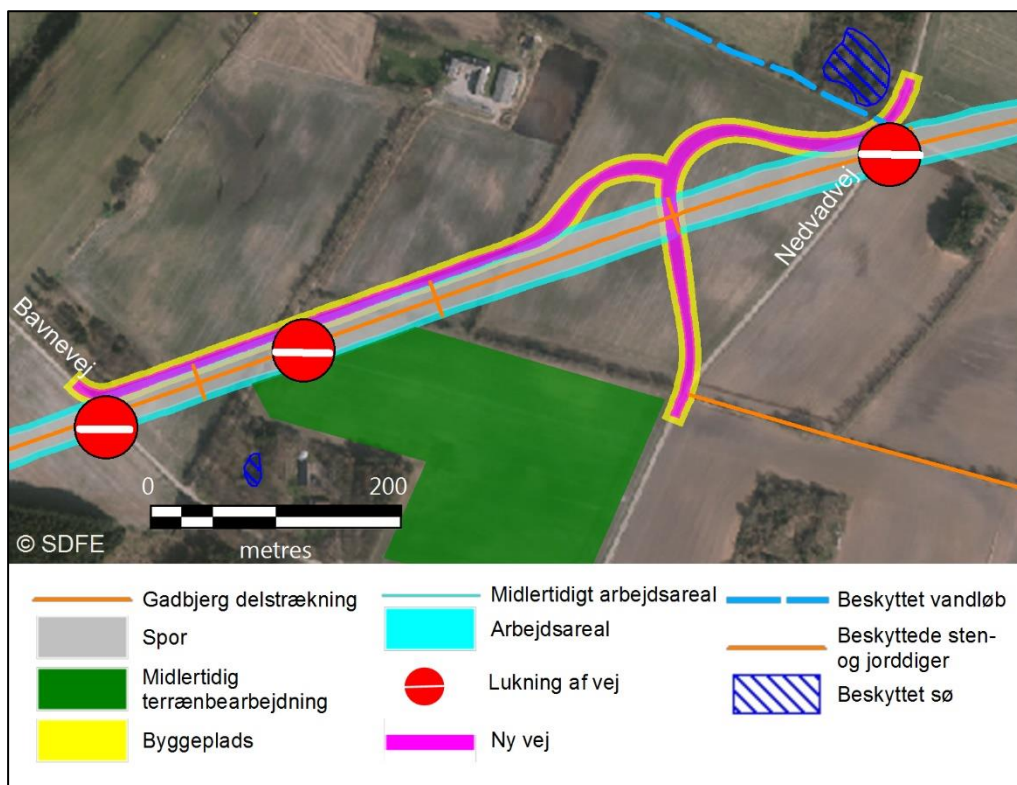 Bavnevej
Nedvadvej
0 200
metres
© SDFE
Gadbjerg delstrækning
Spor
Midlertidig
terrænbearbejdning
Byggeplads
Midlertidigt arbejdsareal
Arbejdsareal
Lukning af vej
Ny vej
Beskyttet vandløb
Beskyttede sten-
og jorddiger
Beskyttet sø